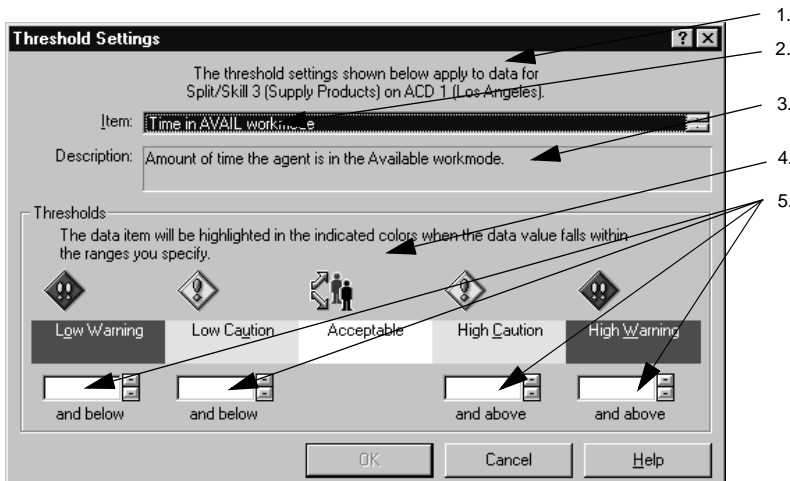 1.
Threshold Settings
2.
The threshold settings shown below apply to data for
Split/Skill 3 (Supply Products) on ACD 1 (Los Angeles).
3.
Item: Time in AVAIL workmode
Description: Amount of time the agent is in the Available workmode.
4.
5.
Thresholds
The data item will be highlighted in the indicated colors when the data value falls within
the ranges you specify.
Low Warning Low Caution Acceptable High Caution High Warning
and below and below and above and above
OK Cancel Help